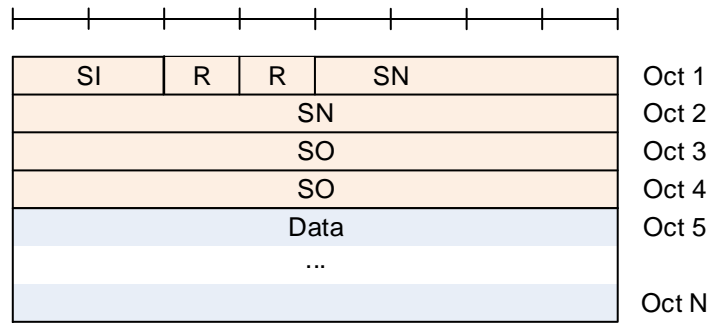 SI R R SN Oct 1
SN Oct 2
SO Oct 3
SO Oct 4
Data Oct 5
...
Oct N